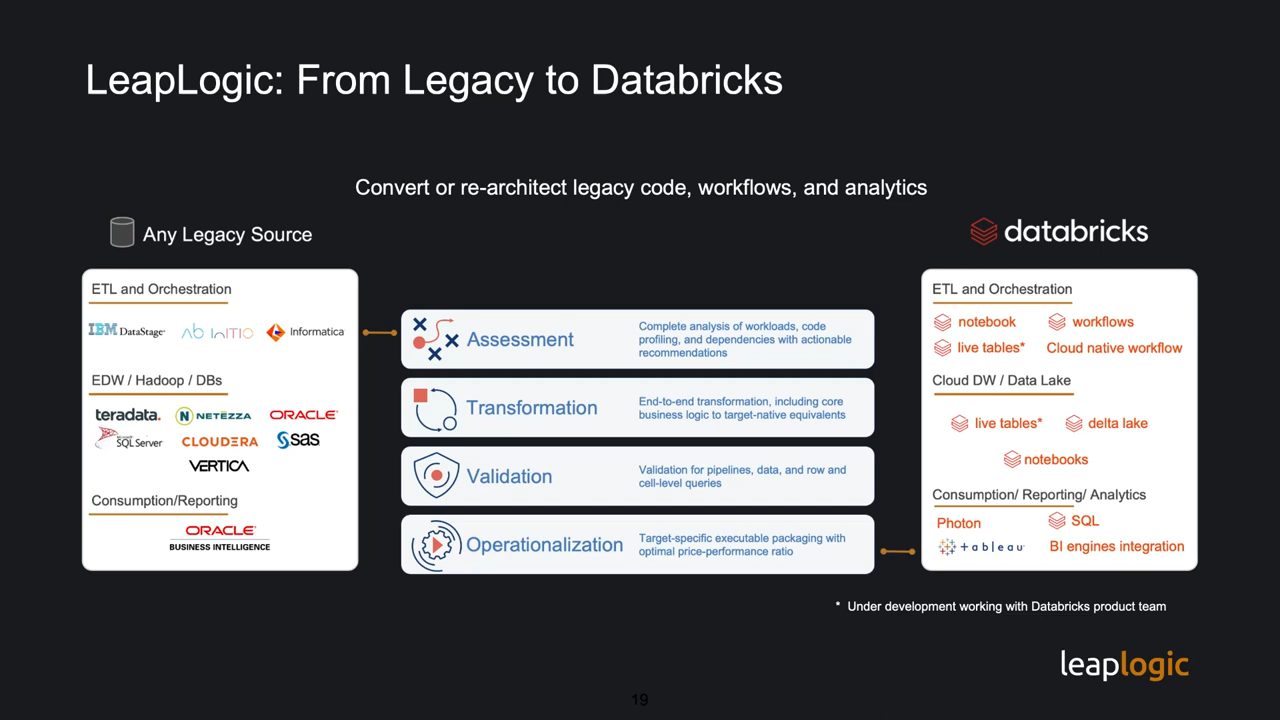 LeapLogic: From Legacy to Databricks
Convert or re-architect legacy code, workflows, and analytics
Any Legacy Source
ETL and Orchestration
IBM DataStage
Ab Initio
Informatica
EDW / Hadoop / DBs
teradata.
NETEZZA
ORACLE
Microsoft SQL Server
CLOUDERA
sas
VERTICA
Consumption/Reporting
ORACLE
BUSINESS INTELLIGENCE
Assessment
Complete analysis of workloads, code
profiling, and dependencies with actionable
recommendations
Transformation
End-to-end transformation, including core
business logic to target-native equivalents
Validation
Validation for pipelines, data, and row and
cell-level queries
Operationalization
Target-specific executable packaging with
optimal price-performance ratio
databricks
ETL and Orchestration
notebook
workflows
live tables*
Cloud native workflow
Cloud DW / Data Lake
live tables*
delta lake
notebooks
Consumption/ Reporting/ Analytics
Photon
SQL
+ableau
BI engines integration
* Under development working with Databricks product team
leaplogic
19